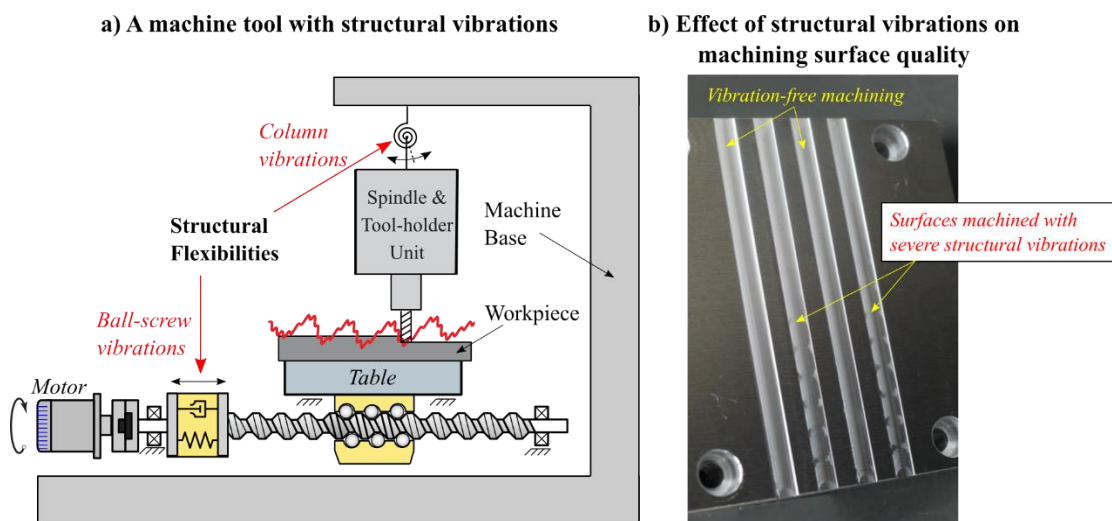 a) A machine tool with structural vibrations
Column
vibrations
Structural
Flexibilities
Ball-screw
vibrations
Motor
Spindle &
Tool-holder
Unit
Machine
Base
Workpiece
Table
b) Effect of structural vibrations on
machining surface quality
Vibration-free machining
Surfaces machined with
severe structural vibrations